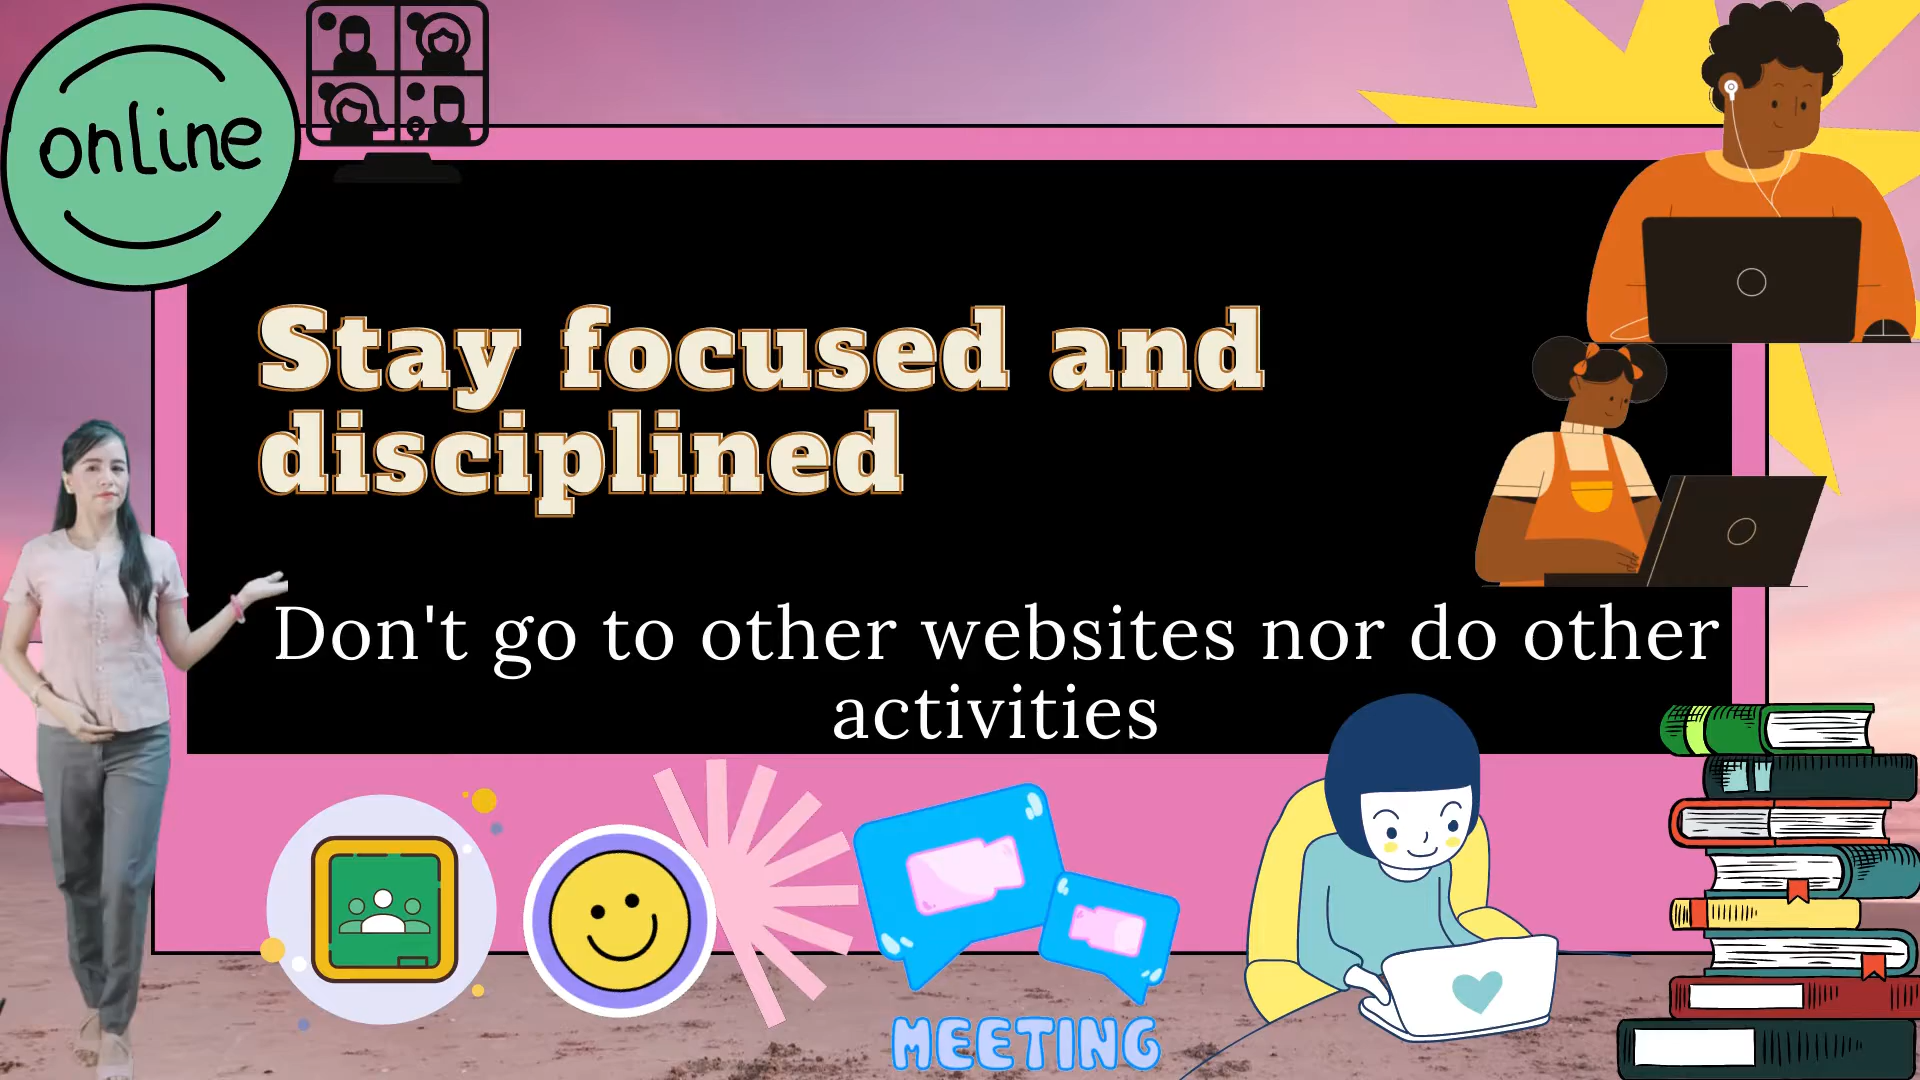 online
Stay focused and
disciplined
Don't go to other websites nor do other
activities
MEETING